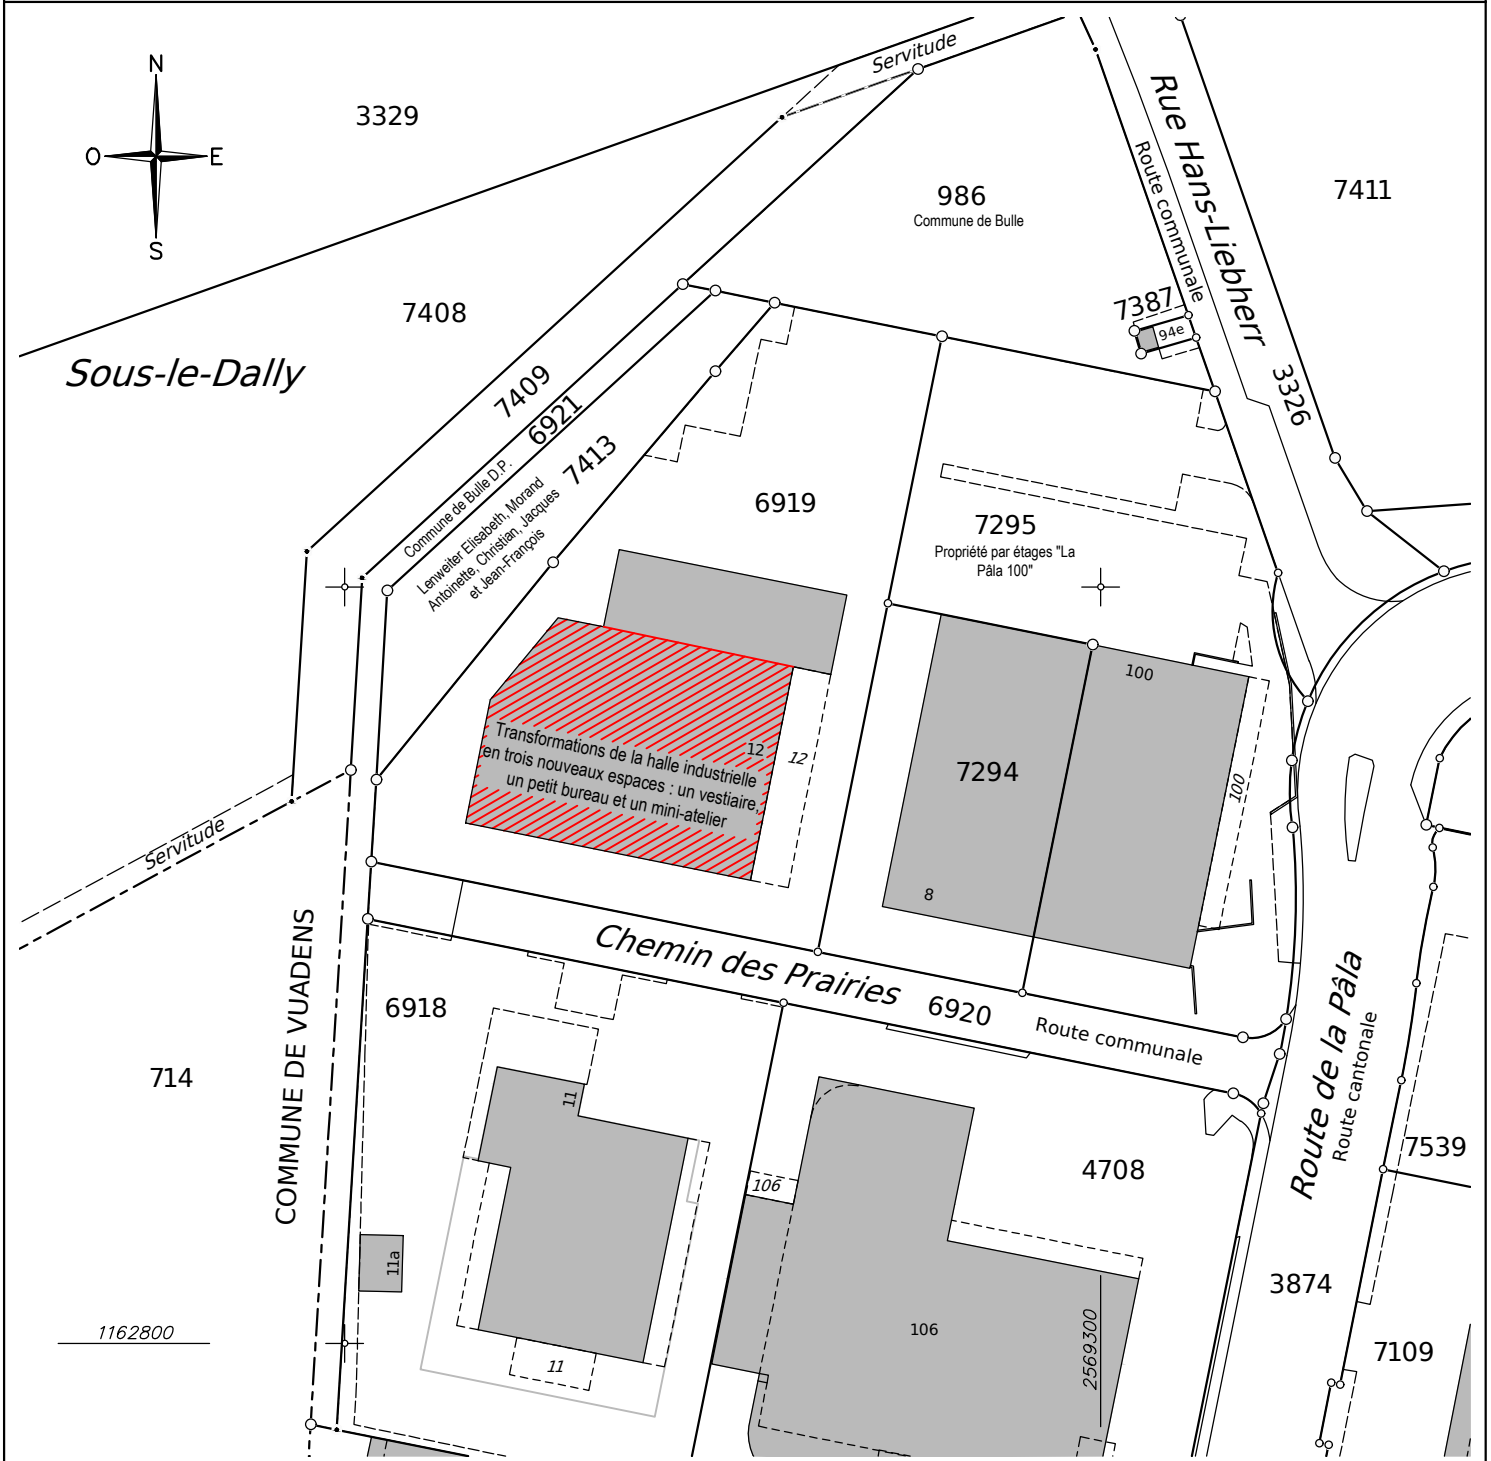 N
O
E
S
3329
Servitude
986
Commune de Bulle
Rue Hans-Liebherr
Route communale
3326
7411
7387
94e
7408
Sous-le-Dally
7409
6921
7413
Commune de Bulle D.P.
Lenweiter Elisabeth, Morand
Antoinette, Christian, Jacques
et Jean-François
6919
7295
Propriété par étages "La
Pâla 100"
100
7294
100
8
12
12
Transformations de la halle industrielle
en trois nouveaux espaces : un vestiaire,
un petit bureau et un mini-atelier
Servitude
COMMUNE DE VUADENS
Chemin des Prairies
6920
Route communale
Route de la Pâla
Route cantonale
6918
714
11
11a
11
106
106
4708
7539
3874
7109
1162800
2569300